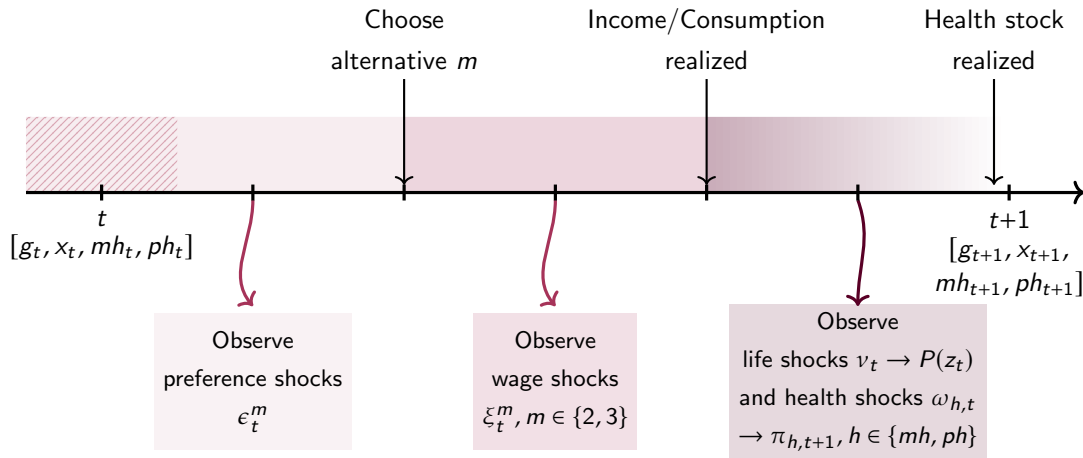 Choose
alternative m
Income/Consumption
realized
Health stock
realized
t
[g_t, x_t, mh_t, ph_t]
t+1
[g_{t+1}, x_{t+1},
mh_{t+1}, ph_{t+1}]
Observe
preference shocks
ϵ_t^m
Observe
wage shocks
ξ_t^m, m ∈ {2, 3}
Observe
life shocks ν_t → P(z_t)
and health shocks ω_{h,t}
→ π_{h,t+1}, h ∈ {mh, ph}